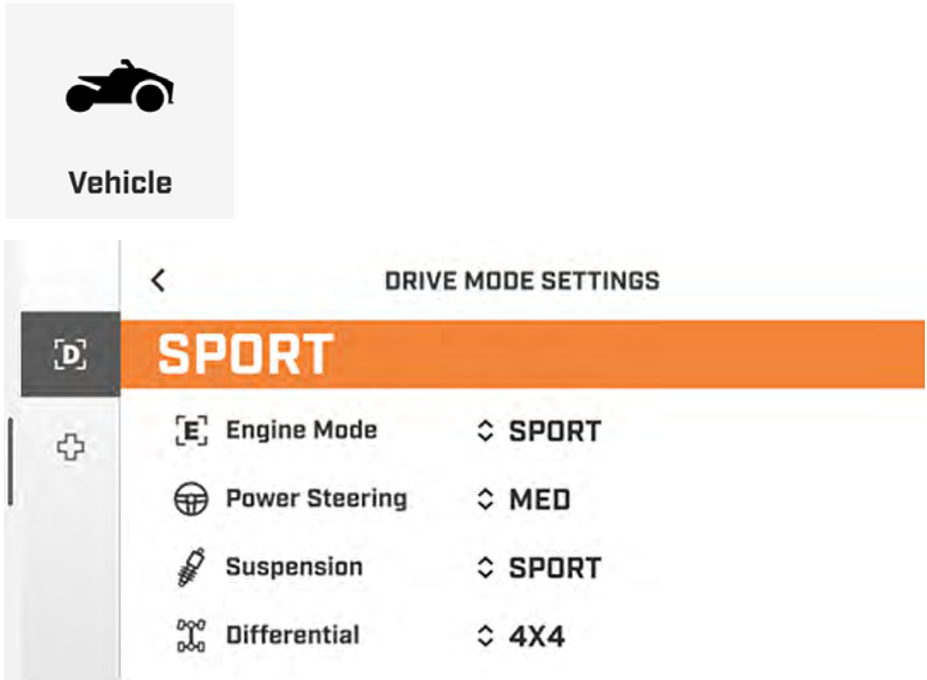 Vehicle
DRIVE MODE SETTINGS
[D] SPORT
[E] Engine Mode SPORT
Power Steering MED
Suspension SPORT
Differential 4X4